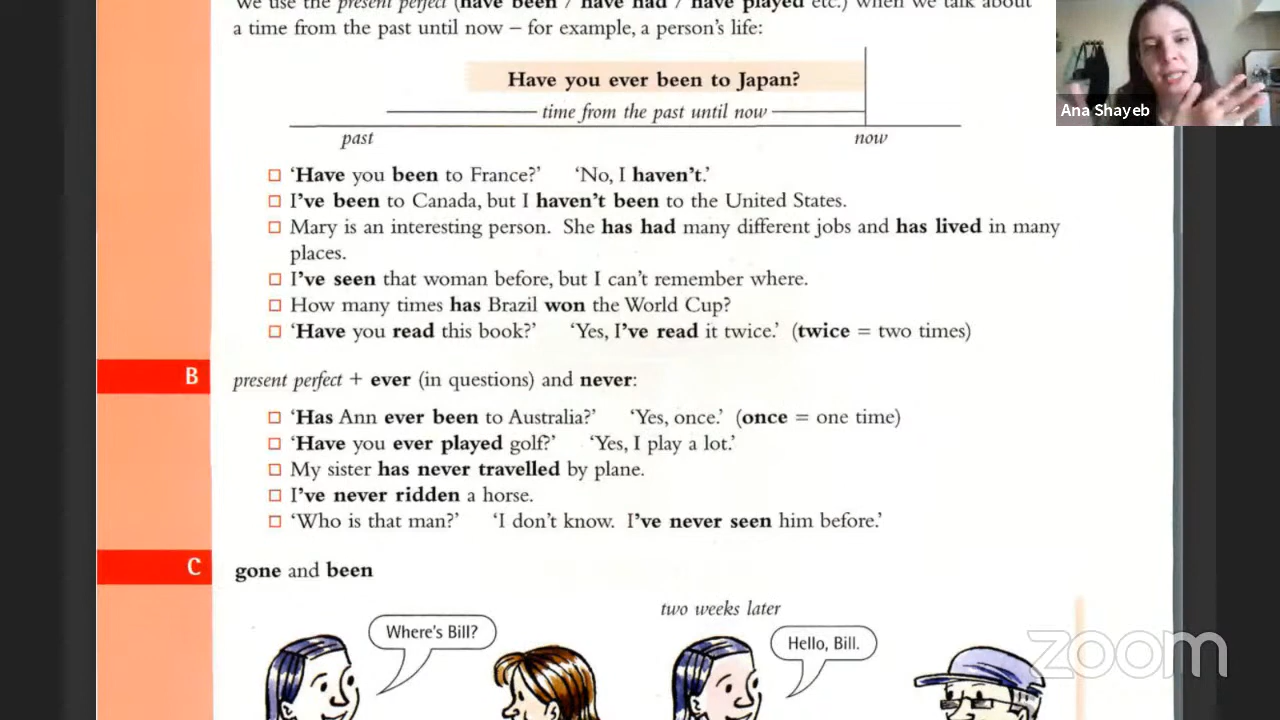 We use the present perfect (have been / have had / have played etc.) when we talk about
a time from the past until now – for example, a person's life:
Have you ever been to Japan?
time from the past until now
past now
Ana Shayeb
‘Have you been to France?’ ‘No, I haven't.’
I've been to Canada, but I haven't been to the United States.
Mary is an interesting person. She has had many different jobs and has lived in many
places.
I've seen that woman before, but I can't remember where.
How many times has Brazil won the World Cup?
‘Have you read this book?’ ‘Yes, I've read it twice.’ (twice = two times)
B
present perfect + ever (in questions) and never:
‘Has Ann ever been to Australia?’ ‘Yes, once.’ (once = one time)
‘Have you ever played golf?’ ‘Yes, I play a lot.’
My sister has never travelled by plane.
I've never ridden a horse.
‘Who is that man?’ ‘I don't know. I've never seen him before.’
C
gone and been
two weeks later
Where's Bill?
Hello, Bill.
zoom